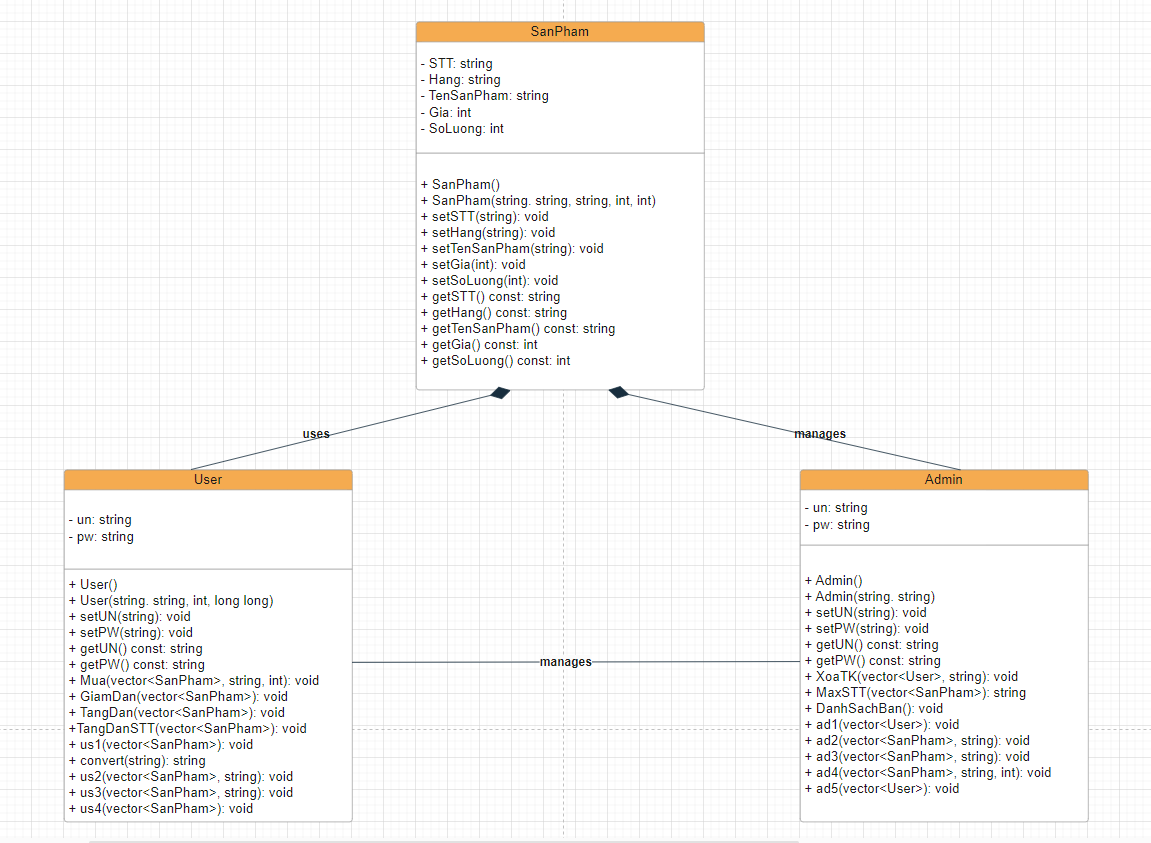 SanPham
- STT: string
- Hang: string
- TenSanPham: string
- Gia: int
- SoLuong: int
+ SanPham()
+ SanPham(string. string, string, int, int)
+ setSTT(string): void
+ setHang(string): void
+ setTenSanPham(string): void
+ setGia(int): void
+ setSoLuong(int): void
+ getSTT() const: string
+ getHang() const: string
+ getTenSanPham() const: string
+ getGia() const: int
+ getSoLuong() const: int
uses
manages
User
- un: string
- pw: string
+ User()
+ User(string. string, int, long long)
+ setUN(string): void
+ setPW(string): void
+ getUN() const: string
+ getPW() const: string
+ Mua(vector<SanPham>, string, int): void
+ GiamDan(vector<SanPham>): void
+ TangDan(vector<SanPham>): void
+TangDanSTT(vector<SanPham>): void
+ us1(vector<SanPham>): void
+ convert(string): string
+ us2(vector<SanPham>, string): void
+ us3(vector<SanPham>, string): void
+ us4(vector<SanPham>): void
manages
Admin
- un: string
- pw: string
+ Admin()
+ Admin(string. string)
+ setUN(string): void
+ setPW(string): void
+ getUN() const: string
+ getPW() const: string
+ XoaTK(vector<User>, string): void
+ MaxSTT(vector<SanPham>): string
+ DanhSachBan(): void
+ ad1(vector<User>): void
+ ad2(vector<SanPham>, string): void
+ ad3(vector<SanPham>, string): void
+ ad4(vector<SanPham>, string, int): void
+ ad5(vector<User>): void